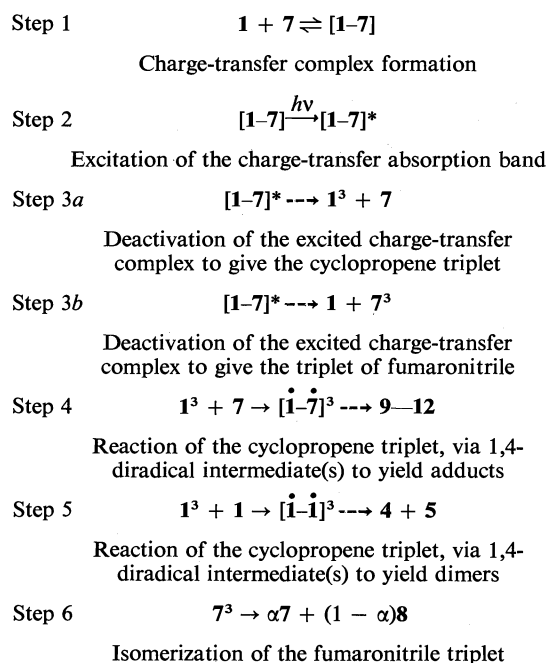 Step 1 1 + 7 ⇌ [1–7]
Charge-transfer complex formation
Step 2 [1–7] hν→ [1–7]*
Excitation of the charge-transfer absorption band
Step 3a [1–7]* --→ 1³ + 7
Deactivation of the excited charge-transfer
complex to give the cyclopropene triplet
Step 3b [1–7]* --→ 1 + 7³
Deactivation of the excited charge-transfer
complex to give the triplet of fumaronitrile
Step 4 1³ + 7 → [1̇–7̇]³ --→ 9—12
Reaction of the cyclopropene triplet, via 1,4-
diradical intermediate(s) to yield adducts
Step 5 1³ + 1 → [1̇–1̇]³ --→ 4 + 5
Reaction of the cyclopropene triplet, via 1,4-
diradical intermediate(s) to yield dimers
Step 6 7³ → α7 + (1 − α)8
Isomerization of the fumaronitrile triplet